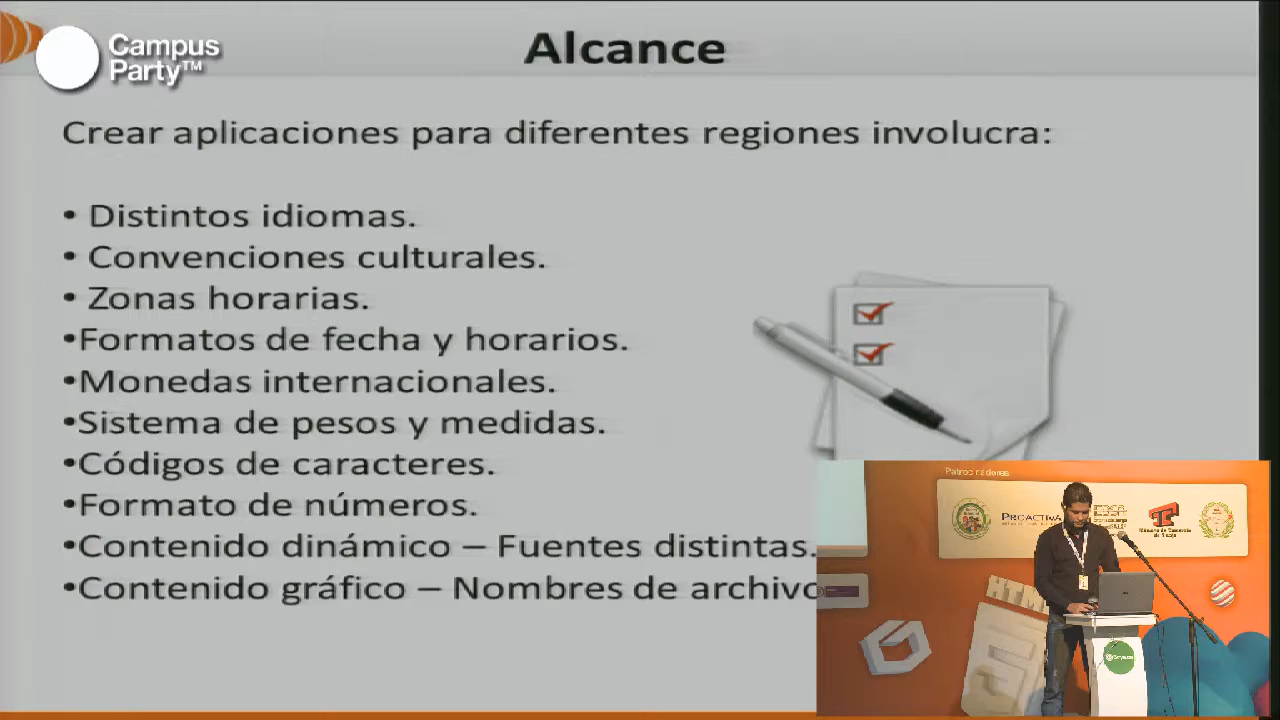 Campus
Party™
Alcance
Crear aplicaciones para diferentes regiones involucra:
• Distintos idiomas.
• Convenciones culturales.
• Zonas horarias.
•Formatos de fecha y horarios.
•Monedas internacionales.
•Sistema de pesos y medidas.
•Códigos de caracteres.
•Formato de números.
•Contenido dinámico – Fuentes distintas.
•Contenido gráfico – Nombres de archivo
Patrocinadores
PROACTIVA